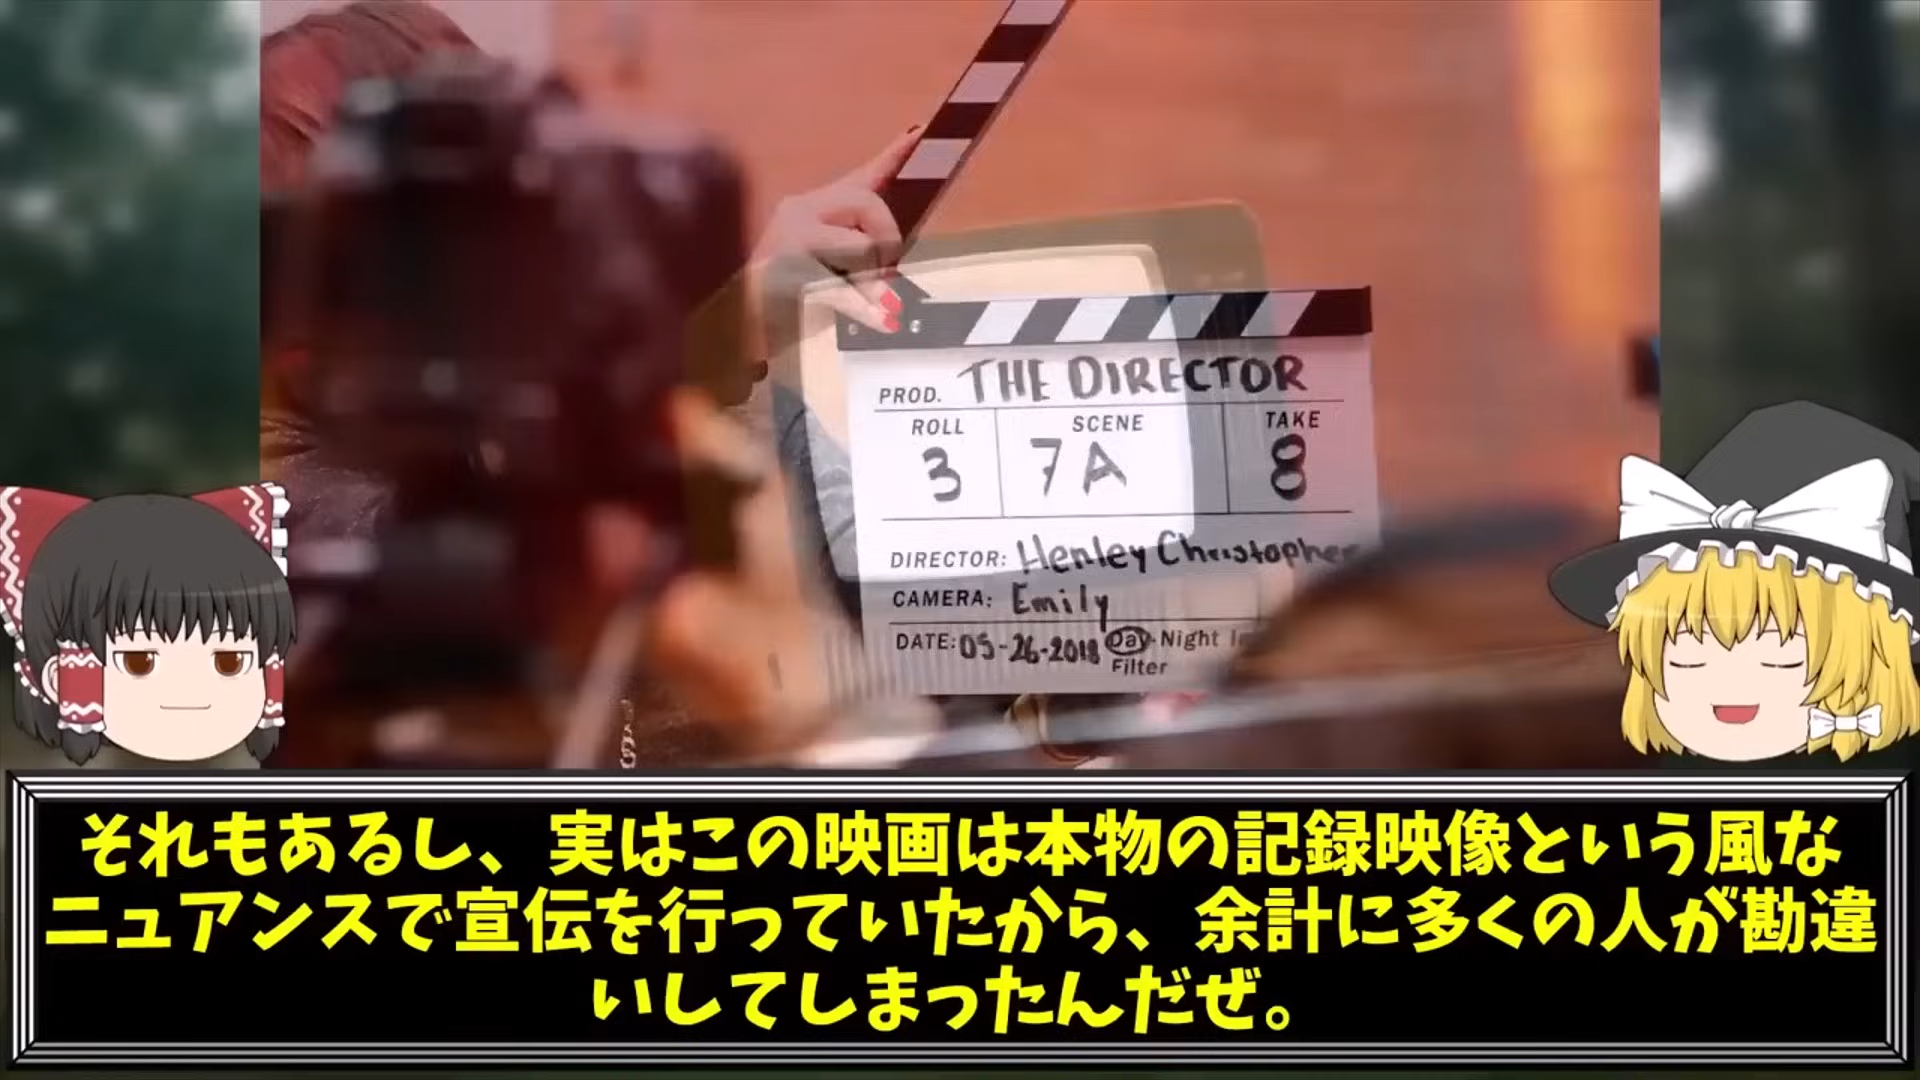 THE DIRECTOR
PROD.
ROLL SCENE TAKE
3 7A 8
DIRECTOR: Henley Christopher
CAMERA: Emily
DATE: 05-26-2018 Day-Night
Filter
それもあるし、実はこの映画は本物の記録映像という風な
ニュアンスで宣伝を行っていたから、余計に多くの人が勘違
いしてしまったんだぜ。